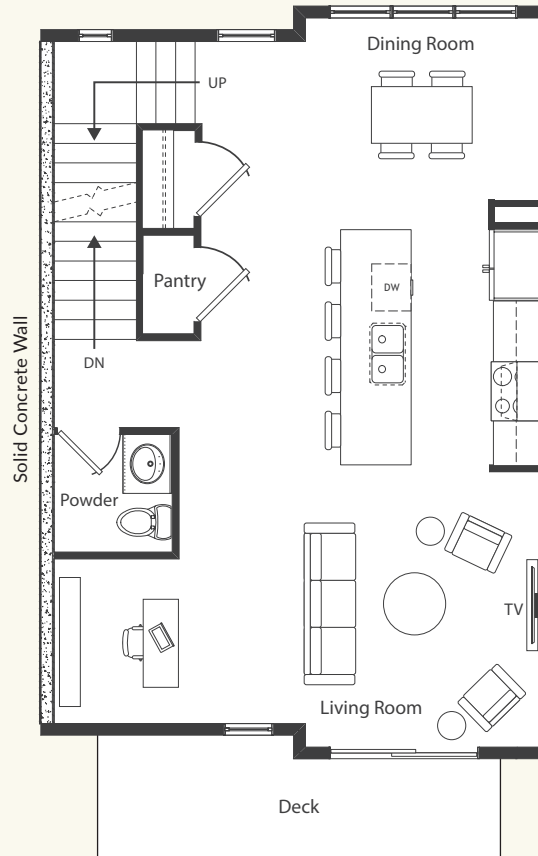 Dining Room
UP
Pantry
DW
DN
Solid Concrete Wall
Powder
TV
Living Room
Deck